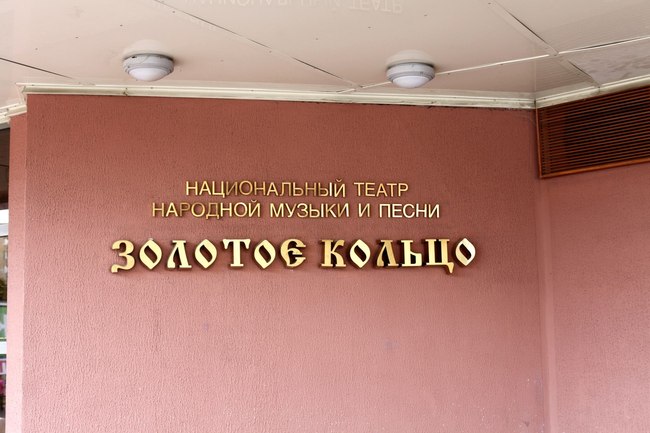 НАЦИОНАЛЬНЫЙ ТЕАТР
НАРОДНОЙ МУЗЫКИ И ПЕСНИ
ЗОЛОТОЕ КОЛЬЦО